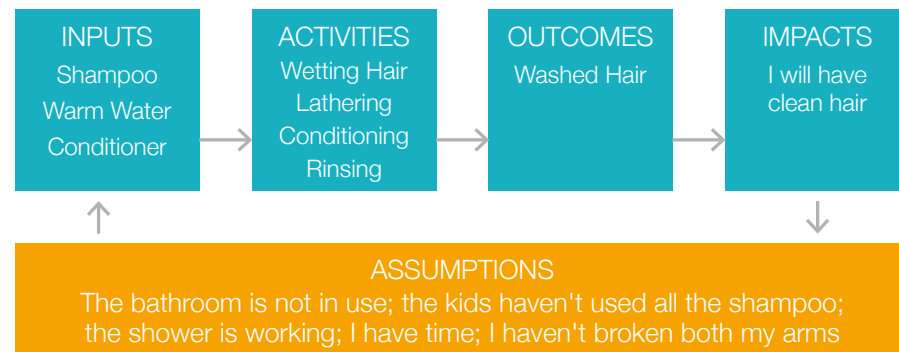 INPUTS
Shampoo
Warm Water
Conditioner
ACTIVITIES
Wetting Hair
Lathering
Conditioning
Rinsing
OUTCOMES
Washed Hair
IMPACTS
I will have
clean hair
ASSUMPTIONS
The bathroom is not in use; the kids haven't used all the shampoo;
the shower is working; I have time; I haven't broken both my arms